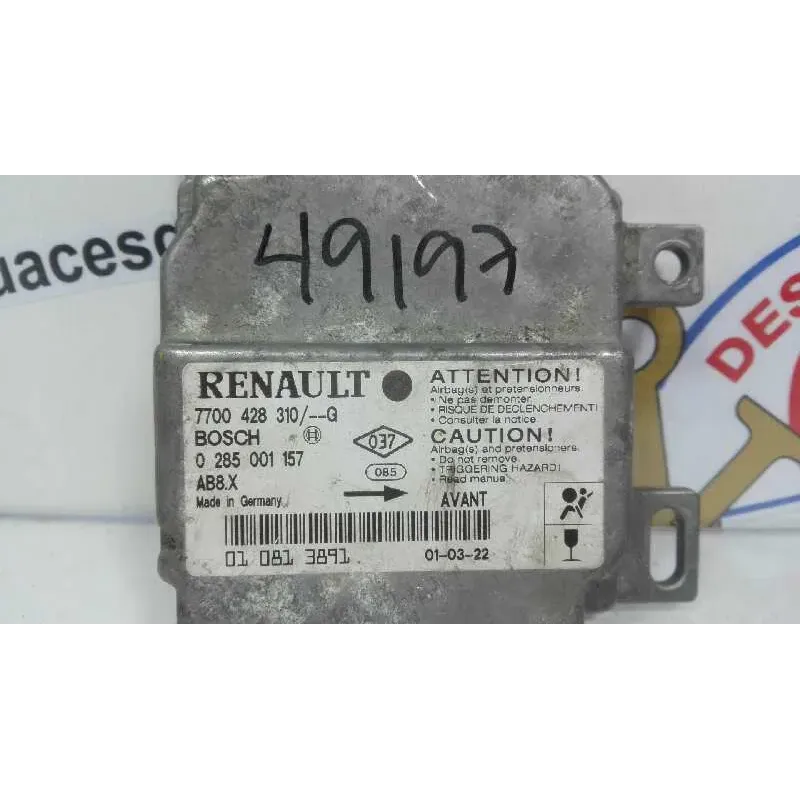 uacesc
49197
DES
RENAULT
7700 428 310/--G
BOSCH
0 285 001 157
AB8.X
Made in Germany
037
085
AVANT
ATTENTION!
Airbag(s) et pretensionneurs.
• Ne pas demonter.
• RISQUE DE DECLENCHEMENT!
• Consulter la notice.
CAUTION!
Airbag(s) and pretensioners.
• Do not remove.
• TRIGGERING HAZARD!
• Read manual.
01 081 3891
01-03-22